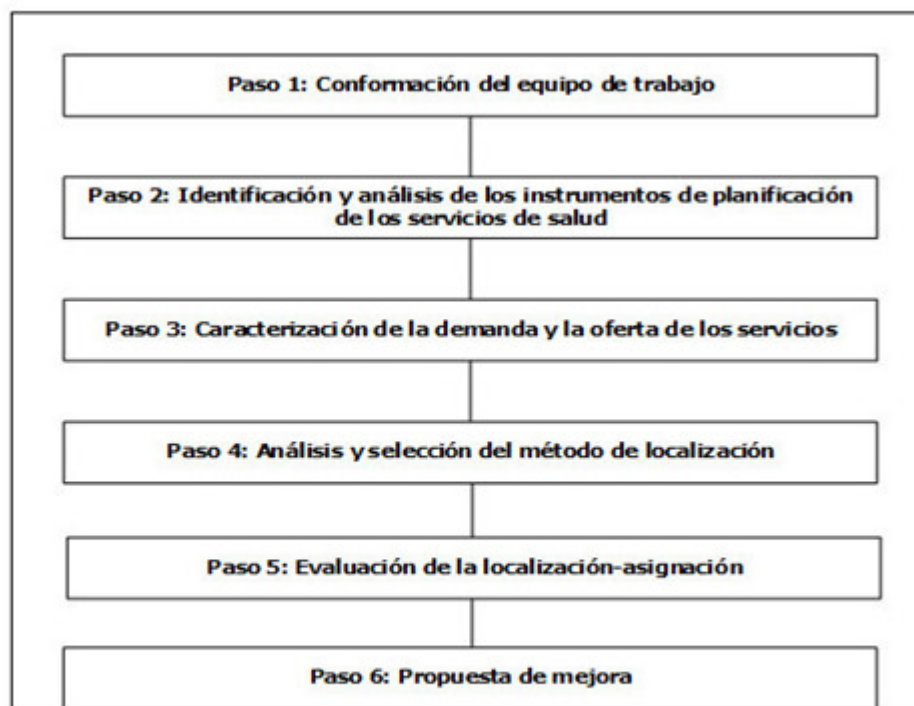 Paso 1: Conformación del equipo de trabajo
Paso 2: Identificación y análisis de los instrumentos de planificación
de los servicios de salud
Paso 3: Caracterización de la demanda y la oferta de los servicios
Paso 4: Análisis y selección del método de localización
Paso 5: Evaluación de la localización-asignación
Paso 6: Propuesta de mejora